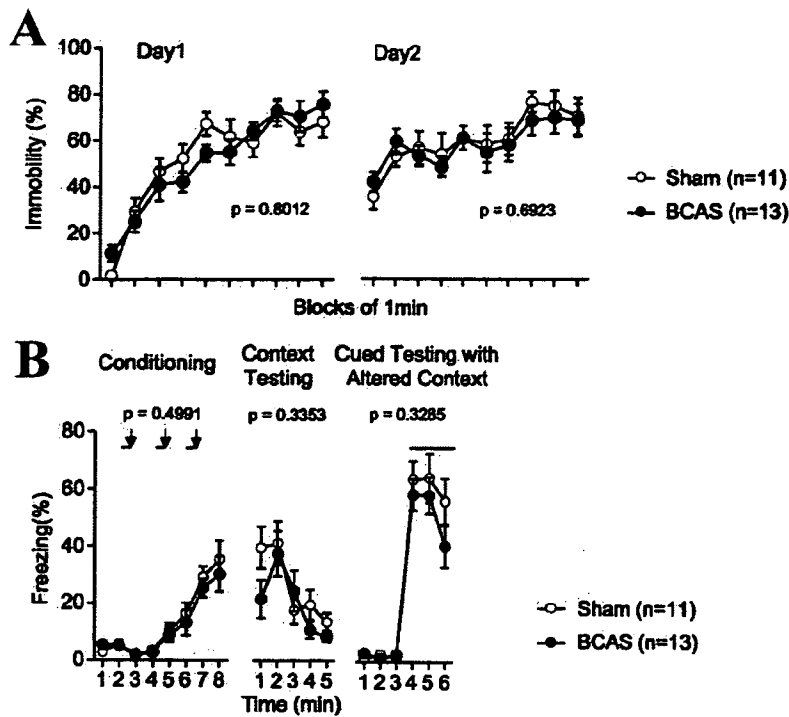 A
Day1
Day2
Immobility (%)
100
80
60
40
20
0
p = 0.8012
p = 0.6923
Sham (n=11)
BCAS (n=13)
Blocks of 1min
B
Conditioning
Context
Testing
Cued Testing with
Altered Context
p = 0.4991
p = 0.3353
p = 0.3285
Freezing(%)
80
60
40
20
0
Sham (n=11)
BCAS (n=13)
1 2 3 4 5 6 7 8
1 2 3 4 5
1 2 3 4 5 6
Time (min)